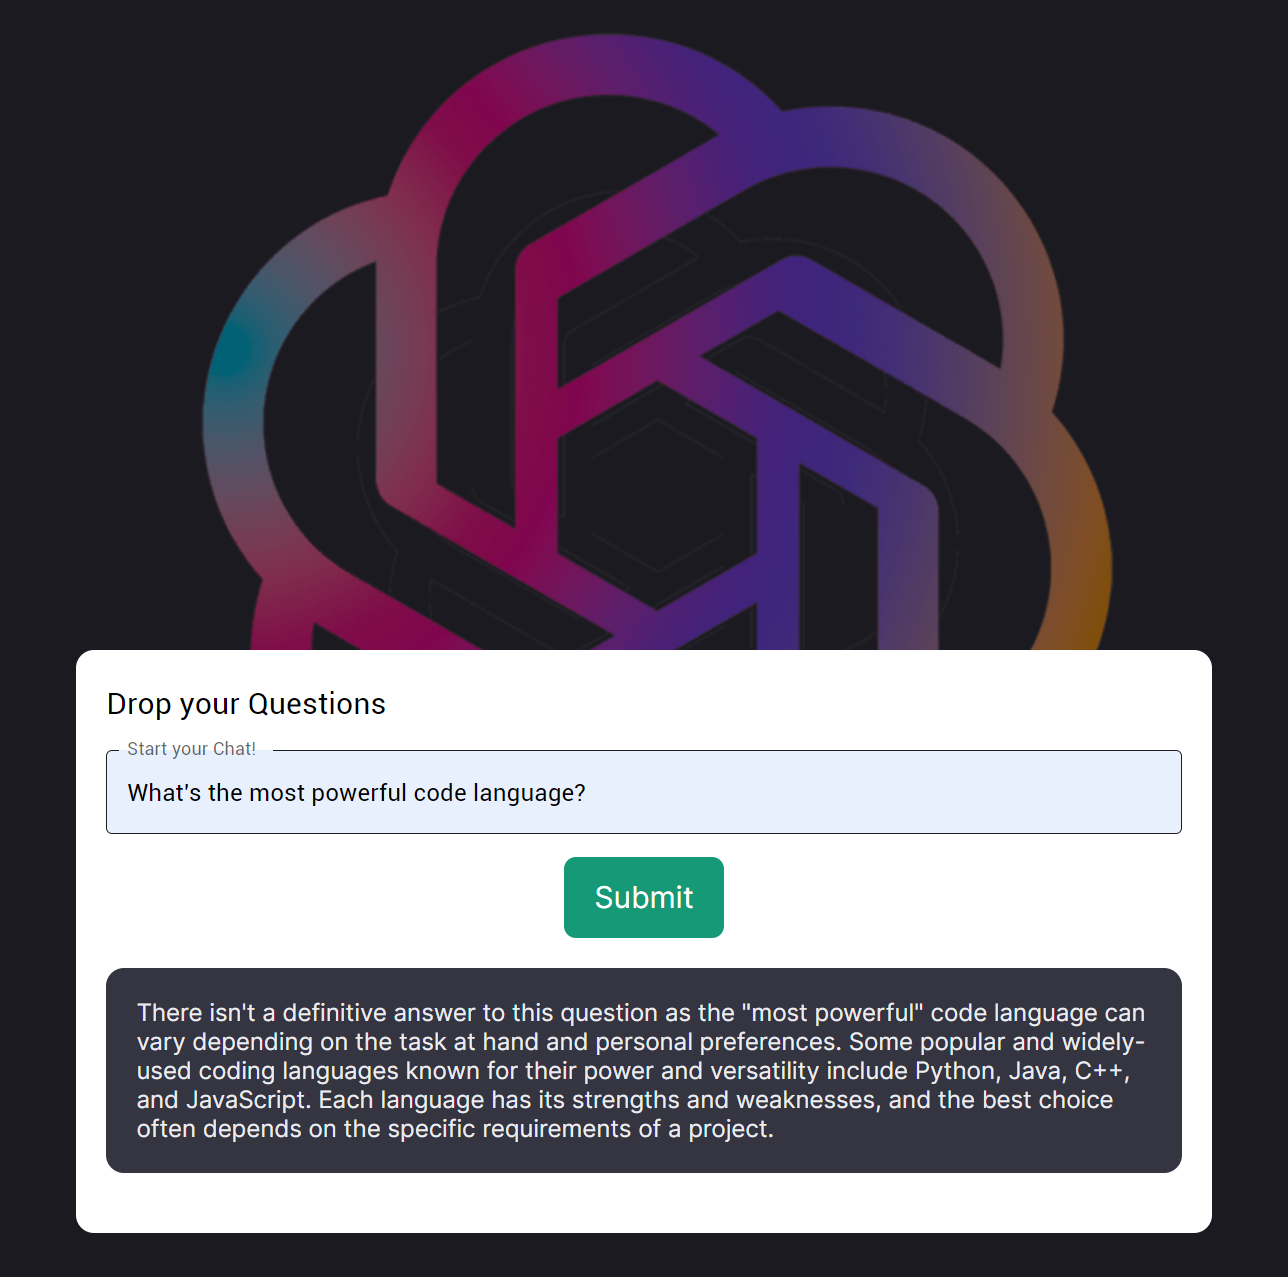 Drop your Questions
Start your Chat!
What's the most powerful code language?
Submit
There isn't a definitive answer to this question as the "most powerful" code language can
vary depending on the task at hand and personal preferences. Some popular and widely-
used coding languages known for their power and versatility include Python, Java, C++,
and JavaScript. Each language has its strengths and weaknesses, and the best choice
often depends on the specific requirements of a project.